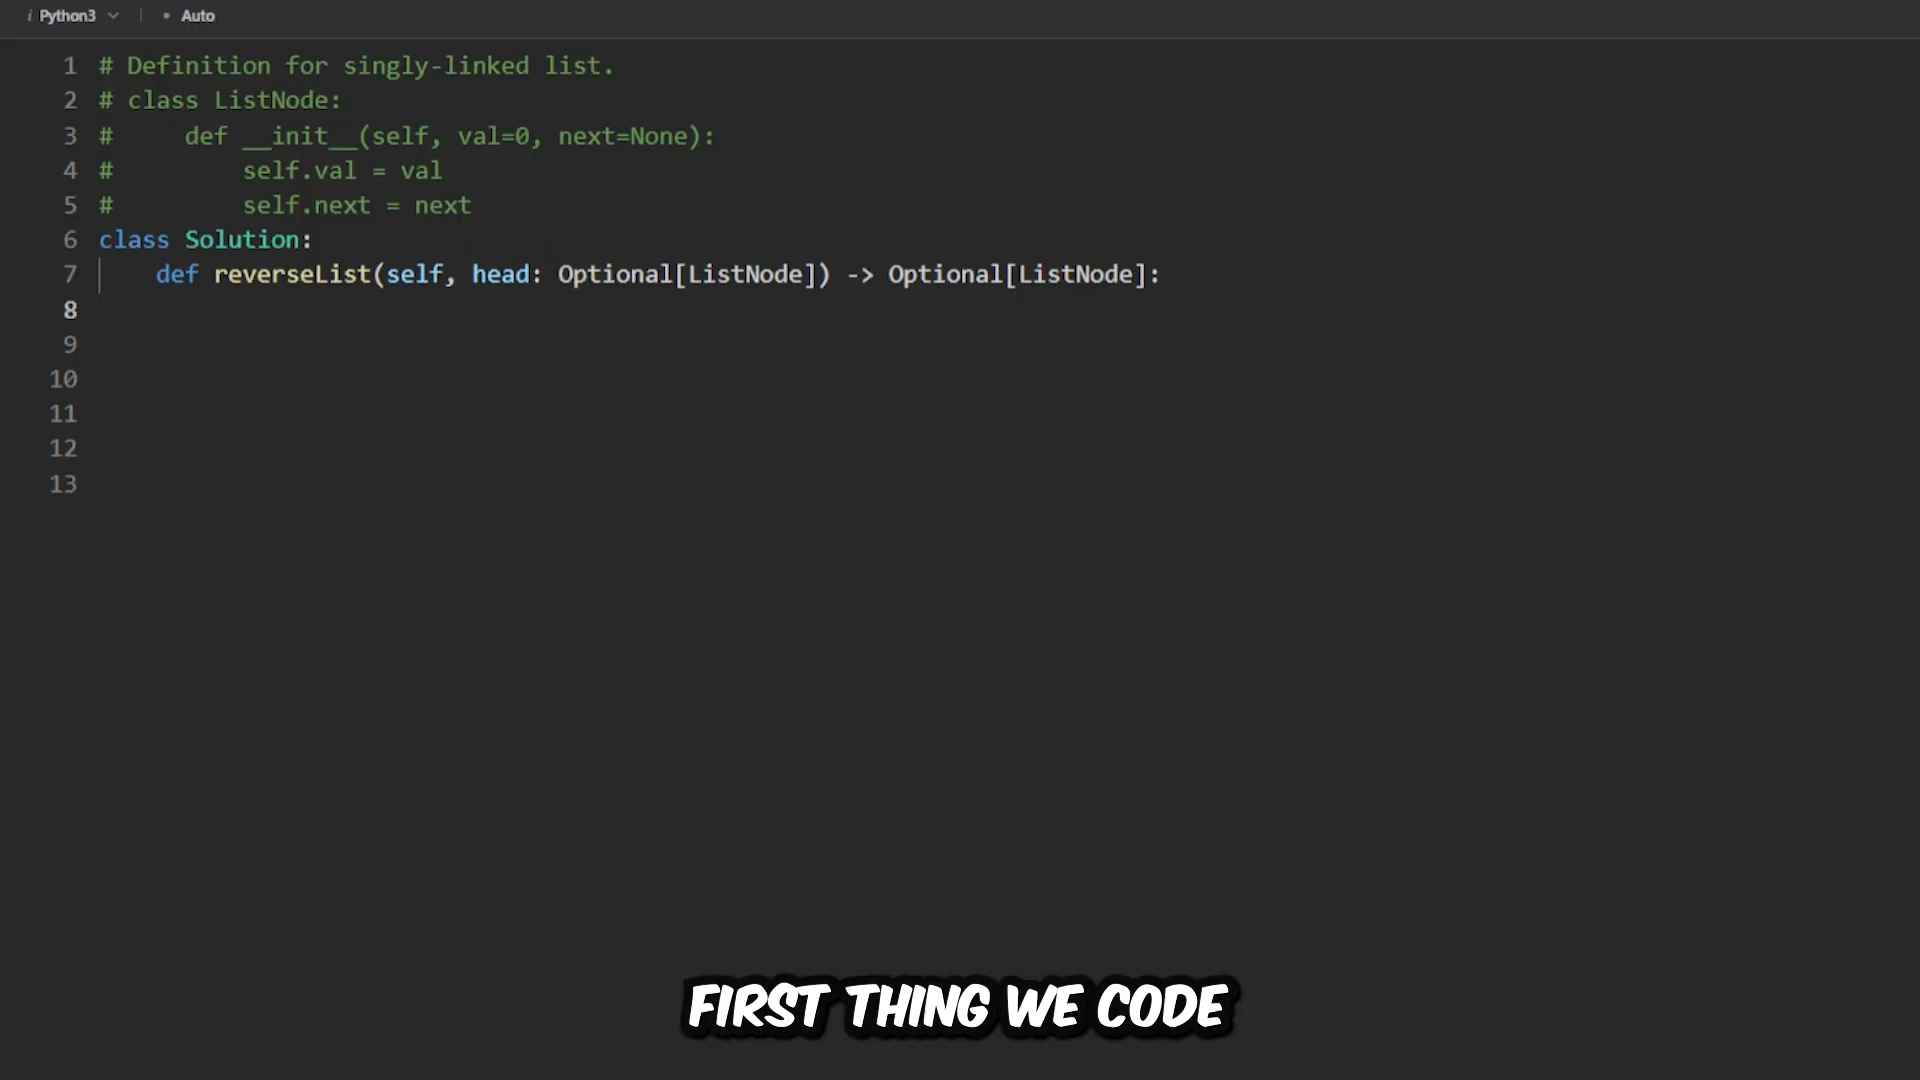 i Python3 • Auto
1 # Definition for singly-linked list.
2 # class ListNode:
3 #     def __init__(self, val=0, next=None):
4 #         self.val = val
5 #         self.next = next
6 class Solution:
7     def reverseList(self, head: Optional[ListNode]) -> Optional[ListNode]:
8
9
10
11
12
13
FIRST THING WE CODE